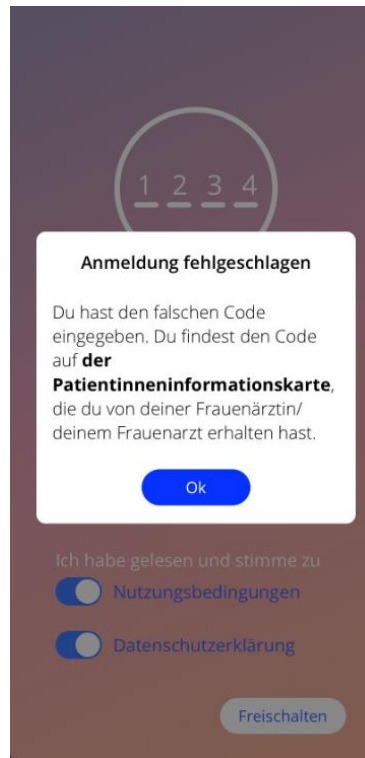 1 2 3 4
Anmeldung fehlgeschlagen
Du hast den falschen Code
eingegeben. Du findest den Code
auf der
Patientinneninformationskarte,
die du von deiner Frauenärztin/
deinem Frauenarzt erhalten hast.
Ok
Ich habe gelesen und stimme zu
Nutzungsbedingungen
Datenschutzerklärung
Freischalten